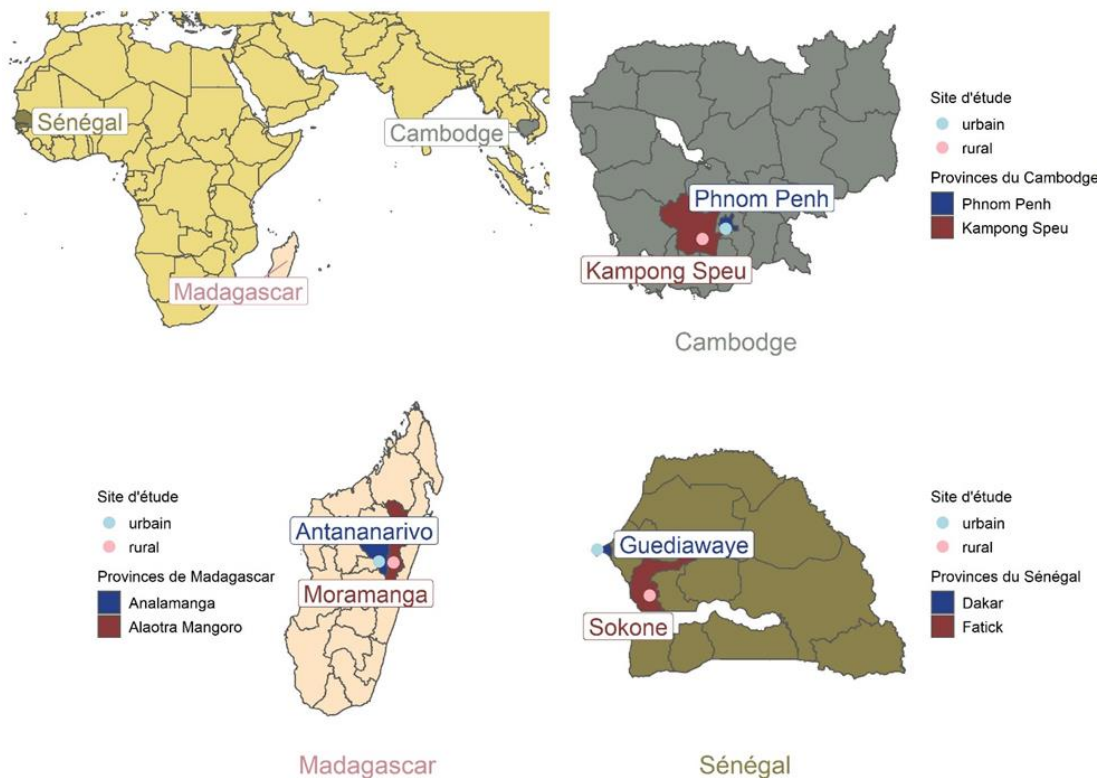 Sénégal
Cambodge
Madagascar
Phnom Penh
Kampong Speu
Cambodge
Site d'étude
urbain
rural
Provinces du Cambodge
Phnom Penh
Kampong Speu
Site d'étude
urbain
rural
Provinces de Madagascar
Analamanga
Alaotra Mangoro
Antananarivo
Moramanga
Madagascar
Guediawaye
Sokone
Sénégal
Site d'étude
urbain
rural
Provinces du Sénégal
Dakar
Fatick